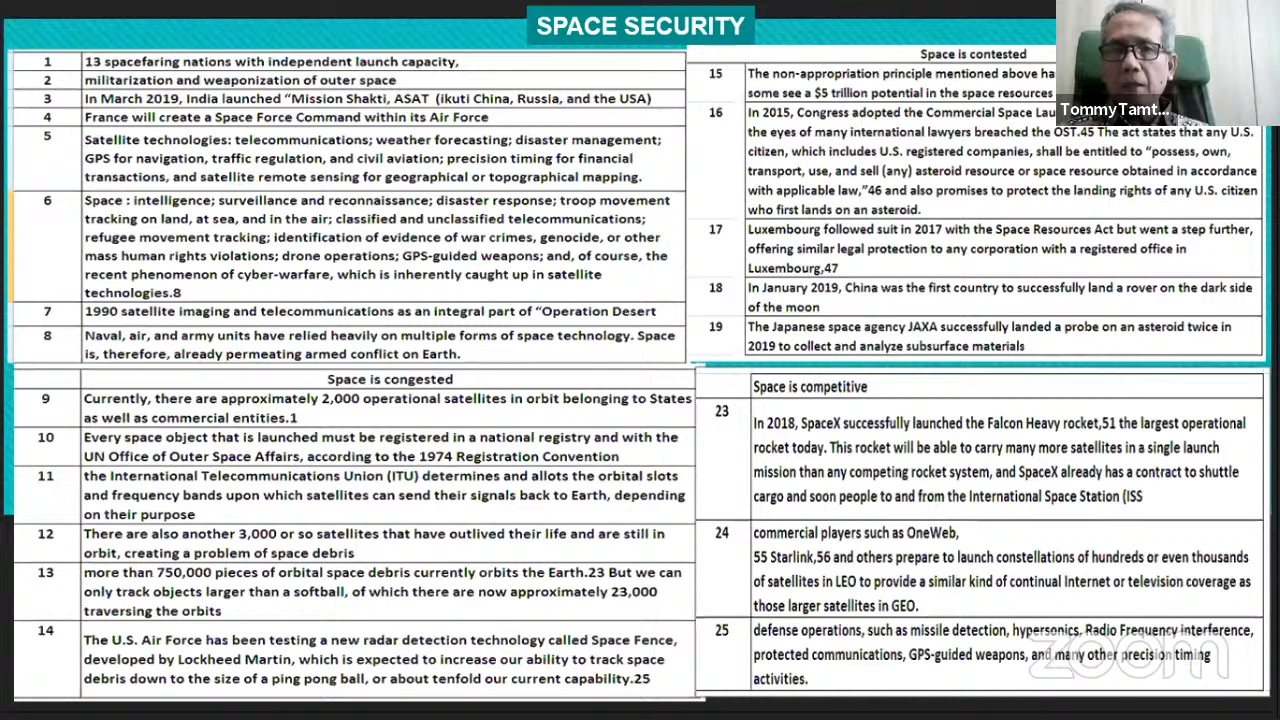 SPACE SECURITY
1 13 spacefaring nations with independent launch capacity,
2 militarization and weaponization of outer space
3 In March 2019, India launched “Mission Shakti, ASAT (ikuti China, Russia, and the USA)
4 France will create a Space Force Command within its Air Force
5 Satellite technologies: telecommunications; weather forecasting; disaster management;
GPS for navigation, traffic regulation, and civil aviation; precision timing for financial
transactions, and satellite remote sensing for geographical or topographical mapping.
6 Space : intelligence; surveillance and reconnaissance; disaster response; troop movement
tracking on land, at sea, and in the air; classified and unclassified telecommunications;
refugee movement tracking; identification of evidence of war crimes, genocide, or other
mass human rights violations; drone operations; GPS-guided weapons; and, of course, the
recent phenomenon of cyber-warfare, which is inherently caught up in satellite
technologies.8
7 1990 satellite imaging and telecommunications as an integral part of “Operation Desert
8 Naval, air, and army units have relied heavily on multiple forms of space technology. Space
is, therefore, already permeating armed conflict on Earth.
Space is congested
9 Currently, there are approximately 2,000 operational satellites in orbit belonging to States
as well as commercial entities.1
10 Every space object that is launched must be registered in a national registry and with the
UN Office of Outer Space Affairs, according to the 1974 Registration Convention
11 the International Telecommunications Union (ITU) determines and allots the orbital slots
and frequency bands upon which satellites can send their signals back to Earth, depending
on their purpose
12 There are also another 3,000 or so satellites that have outlived their life and are still in
orbit, creating a problem of space debris
13 more than 750,000 pieces of orbital space debris currently orbits the Earth.23 But we can
only track objects larger than a softball, of which there are now approximately 23,000
traversing the orbits
14 The U.S. Air Force has been testing a new radar detection technology called Space Fence,
developed by Lockheed Martin, which is expected to increase our ability to track space
debris down to the size of a ping pong ball, or about tenfold our current capability.25
Space is contested
15 The non-appropriation principle mentioned above ha
some see a $5 trillion potential in the space resources
16 In 2015, Congress adopted the Commercial Space Lau
the eyes of many international lawyers breached the OST.45 The act states that any U.S.
citizen, which includes U.S. registered companies, shall be entitled to “possess, own,
transport, use, and sell (any) asteroid resource or space resource obtained in accordance
with applicable law,”46 and also promises to protect the landing rights of any U.S. citizen
who first lands on an asteroid.
17 Luxembourg followed suit in 2017 with the Space Resources Act but went a step further,
offering similar legal protection to any corporation with a registered office in
Luxembourg,47
18 In January 2019, China was the first country to successfully land a rover on the dark side
of the moon
19 The Japanese space agency JAXA successfully landed a probe on an asteroid twice in
2019 to collect and analyze subsurface materials
Space is competitive
23 In 2018, SpaceX successfully launched the Falcon Heavy rocket,51 the largest operational
rocket today. This rocket will be able to carry many more satellites in a single launch
mission than any competing rocket system, and SpaceX already has a contract to shuttle
cargo and soon people to and from the International Space Station (ISS
24 commercial players such as OneWeb,
55 Starlink,56 and others prepare to launch constellations of hundreds or even thousands
of satellites in LEO to provide a similar kind of continual Internet or television coverage as
those larger satellites in GEO.
25 defense operations, such as missile detection, hypersonics, Radio Frequency interference,
protected communications, GPS-guided weapons, and many other precision timing
activities.
TommyTamt...
zoom